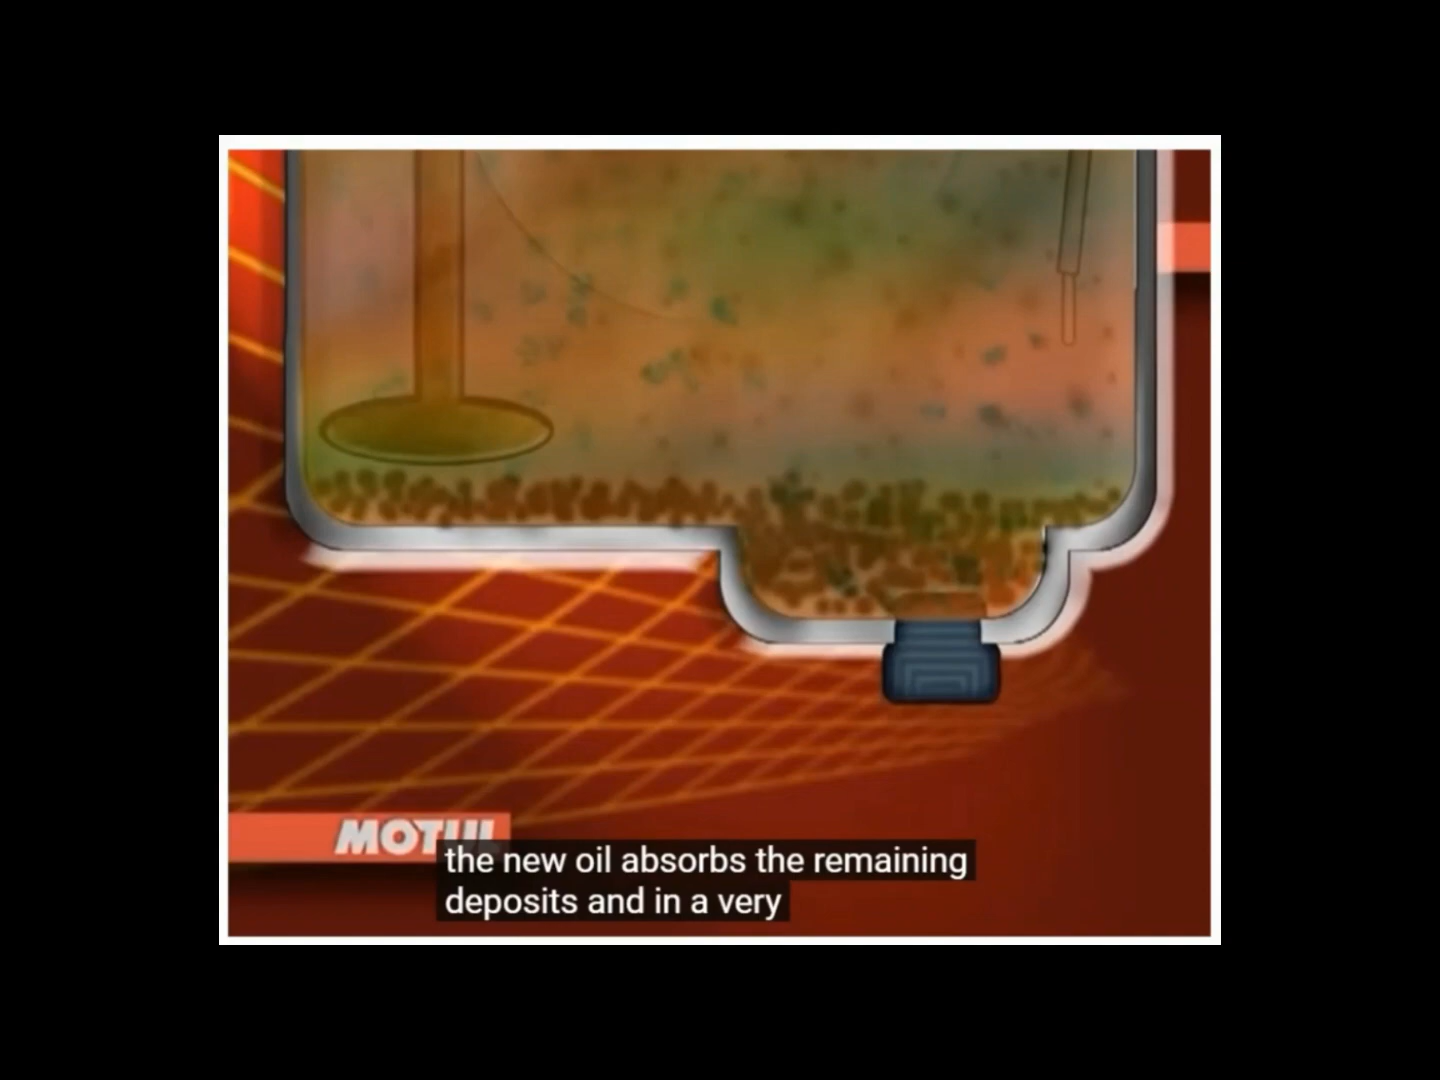 MOTUL
the new oil absorbs the remaining
deposits and in a very